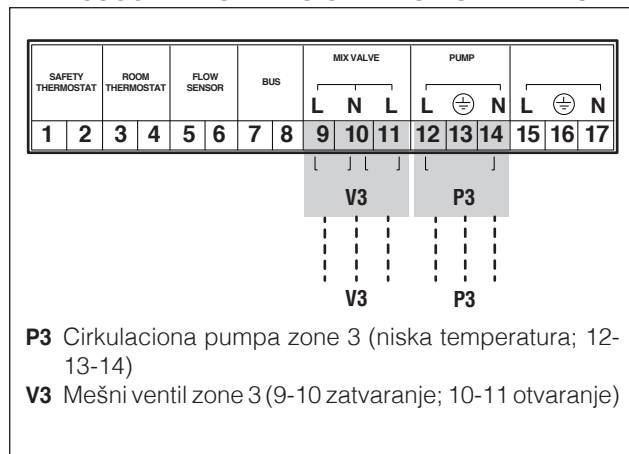 MIX VALVE PUMP
SAFETY ROOM FLOW BUS
THERMOSTAT THERMOSTAT SENSOR
L N L L ⏚ N L ⏚ N
1 2 3 4 5 6 7 8 9 10 11 12 13 14 15 16 17
V3 P3
V3 P3
P3 Cirkulaciona pumpa zone 3 (niska temperatura; 12-
13-14)
V3 Mešni ventil zone 3 (9-10 zatvaranje; 10-11 otvaranje)